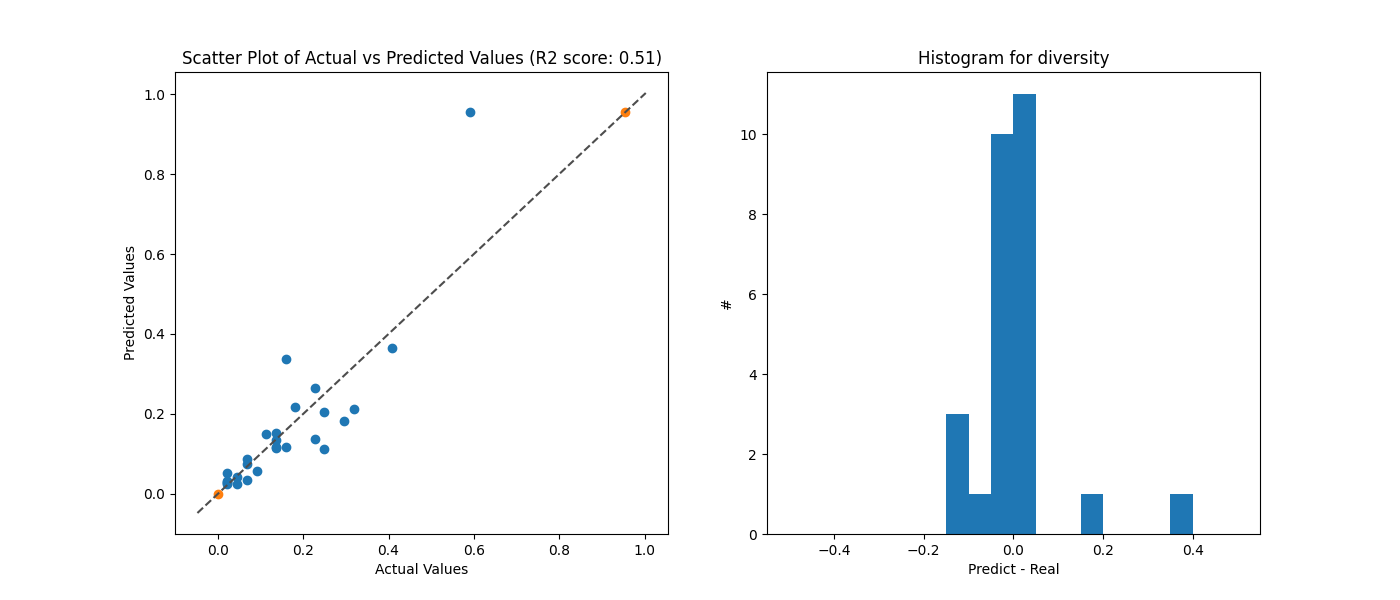 Scatter Plot of Actual vs Predicted Values (R2 score: 0.51)
1.0
0.8
0.6
0.4
0.2
0.0
Predicted Values
0.0 0.2 0.4 0.6 0.8 1.0
Actual Values
Histogram for diversity
10
8
6
4
2
0
#
−0.4 −0.2 0.0 0.2 0.4
Predict - Real